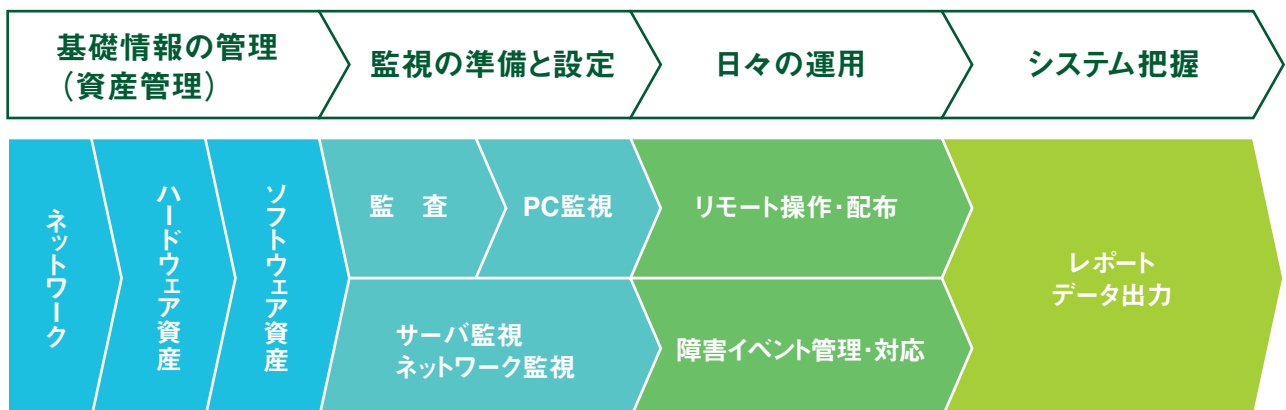 基礎情報の管理
(資産管理)
監視の準備と設定
日々の運用
システム把握
ネットワーク
ハードウェア資産
ソフトウェア資産
監　査
PC監視
サーバ監視
ネットワーク監視
リモート操作・配布
障害イベント管理・対応
レポート
データ出力